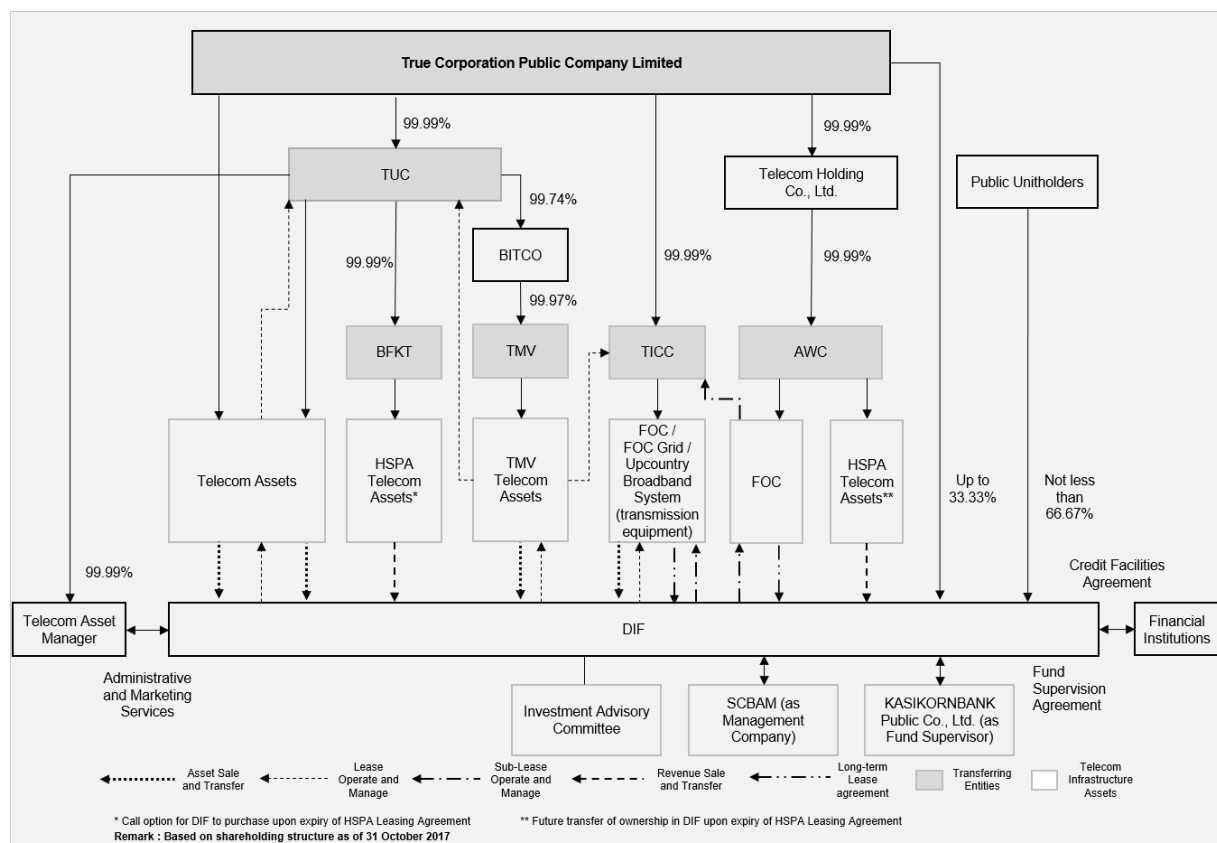 True Corporation Public Company Limited
99.99%
99.99%
TUC
Telecom Holding
Co., Ltd.
Public Unitholders
99.74%
BITCO
99.99%
99.99%
99.99%
99.97%
BFKT
TMV
TICC
AWC
Telecom Assets
HSPA
Telecom
Assets*
TMV
Telecom
Assets
FOC /
FOC Grid /
Upcountry
Broadband
System
(transmission
equipment)
FOC
HSPA
Telecom
Assets**
Up to
33.33%
Not less
than
66.67%
99.99%
Credit Facilities
Agreement
Telecom Asset
Manager
DIF
Financial
Institutions
Administrative
and Marketing
Services
Investment Advisory
Committee
SCBAM (as
Management
Company)
KASIKORNBANK
Public Co., Ltd. (as
Fund Supervisor)
Fund
Supervision
Agreement
Asset Sale
and Transfer
Lease
Operate and
Manage
Sub-Lease
Operate and
Manage
Revenue Sale
and Transfer
Long-term
Lease
agreement
Transferring
Entities
Telecom
Infrastructure
Assets
* Call option for DIF to purchase upon expiry of HSPA Leasing Agreement
** Future transfer of ownership in DIF upon expiry of HSPA Leasing Agreement
Remark : Based on shareholding structure as of 31 October 2017